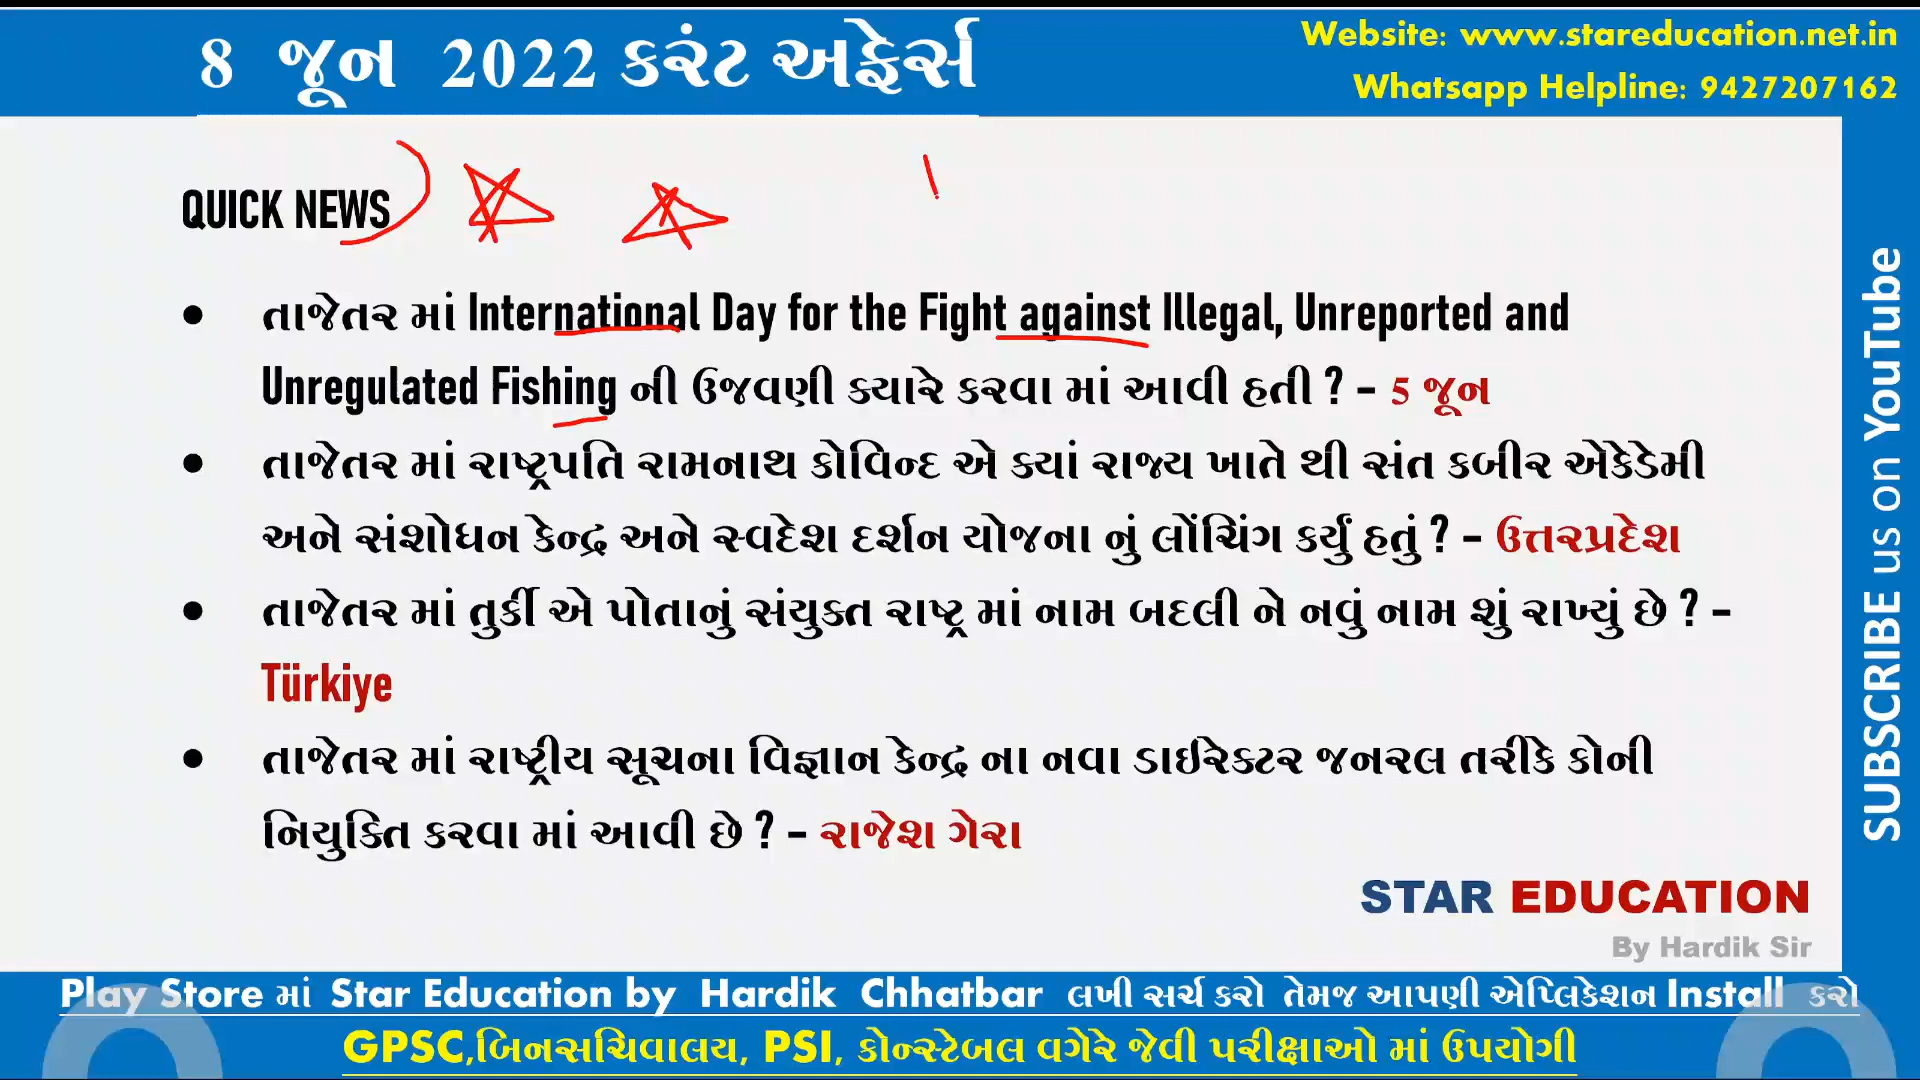 8 જૂન 2022 કરંટ અફેર્સ
Website: www.stareducation.net.in
Whatsapp Helpline: 9427207162
QUICK NEWS
• તાજેતર માં International Day for the Fight against Illegal, Unreported and
Unregulated Fishing ની ઉજવણી ક્યારે કરવા માં આવી હતી ? – 5 જૂન
• તાજેતર માં રાષ્ટ્રપતિ રામનાથ કોવિન્દ એ ક્યાં રાજ્ય ખાતે થી સંત કબીર એકેડેમી
અને સંશોધન કેન્દ્ર અને સ્વદેશ દર્શન યોજના નું લોંચિંગ કર્યું હતું ? – ઉત્તરપ્રદેશ
• તાજેતર માં તુર્કી એ પોતાનું સંયુક્ત રાષ્ટ્ર માં નામ બદલી ને નવું નામ શું રાખ્યું છે ? –
Türkiye
• તાજેતર માં રાષ્ટ્રીય સૂચના વિજ્ઞાન કેન્દ્ર ના નવા ડાઈરેક્ટર જનરલ તરીકે કોની
નિયુક્તિ કરવા માં આવી છે ? – રાજેશ ગેરા
SUBSCRIBE us on YouTube
STAR EDUCATION
By Hardik Sir
Play Store માં Star Education by Hardik Chhatbar લખી સર્ચ કરો તેમજ આપણી એપ્લિકેશન Install કરો
GPSC,બિનસચિવાલય, PSI, કોન્સ્ટેબલ વગેરે જેવી પરીક્ષાઓ માં ઉપયોગી